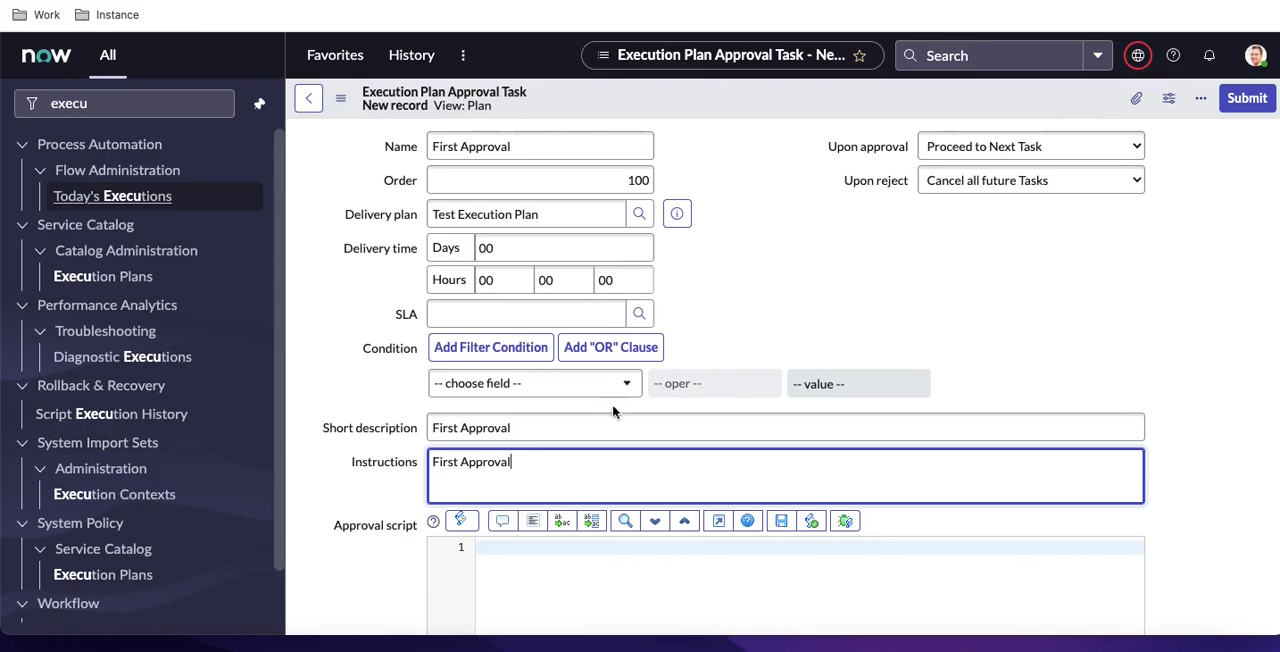 Work Instance
now All Favorites History Execution Plan Approval Task - Ne... Search
execu
Execution Plan Approval Task
New record View: Plan
Submit
Process Automation
Flow Administration
Today's Executions
Service Catalog
Catalog Administration
Execution Plans
Performance Analytics
Troubleshooting
Diagnostic Executions
Rollback & Recovery
Script Execution History
System Import Sets
Administration
Execution Contexts
System Policy
Service Catalog
Execution Plans
Workflow
Name First Approval Upon approval Proceed to Next Task
Order 100 Upon reject Cancel all future Tasks
Delivery plan Test Execution Plan
Delivery time Days 00
Hours 00 00 00
SLA
Condition Add Filter Condition Add "OR" Clause
-- choose field -- -- oper -- -- value --
Short description First Approval
Instructions First Approval
Approval script
1